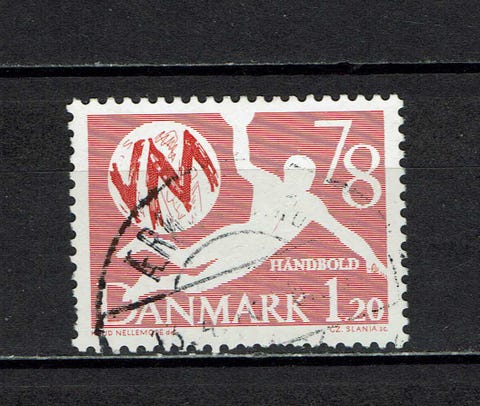 VM
78
HÅNDBOLD
DANMARK 1.20
CZ. SLANIA sc.